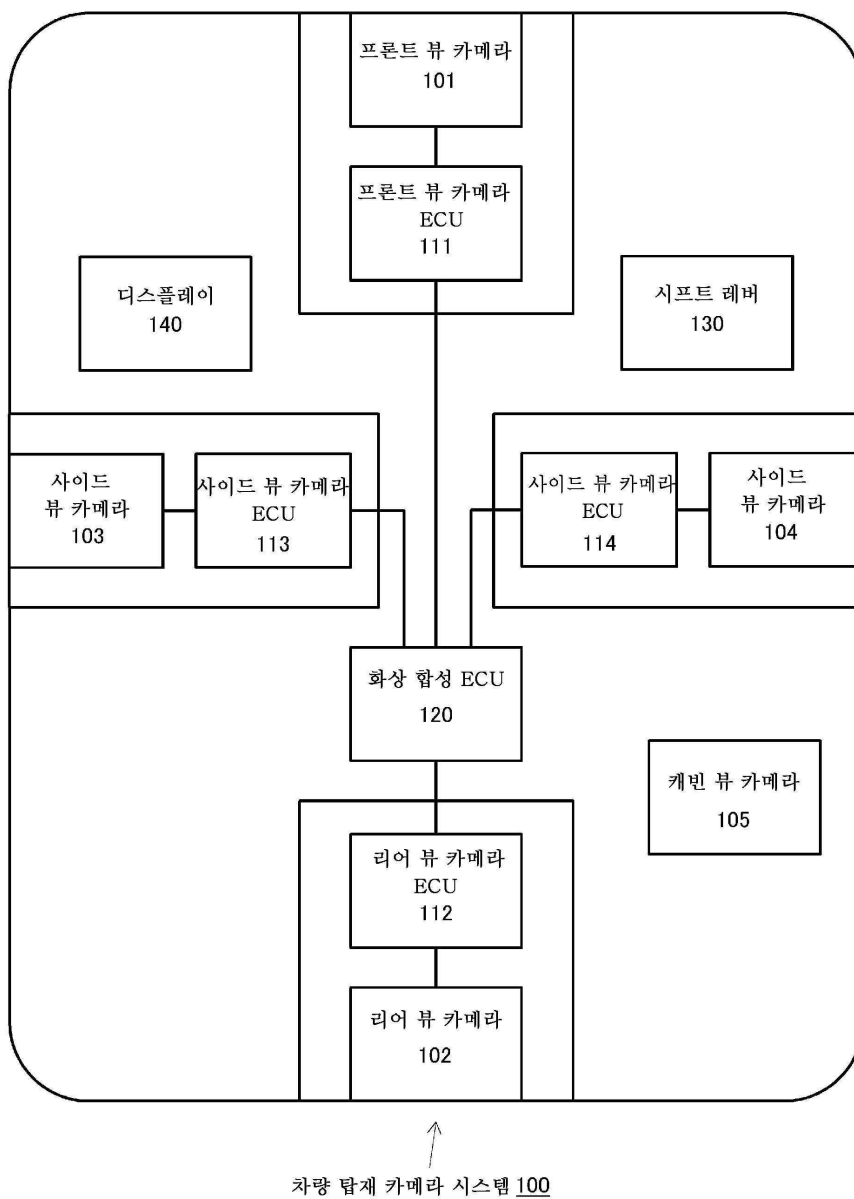 프론트 뷰 카메라
101
프론트 뷰 카메라
ECU
111
디스플레이
140
시프트 레버
130
사이드
뷰 카메라
103
사이드 뷰 카메라
ECU
113
사이드 뷰 카메라
ECU
114
사이드
뷰 카메라
104
화상 합성 ECU
120
캐빈 뷰 카메라
105
리어 뷰 카메라
ECU
112
리어 뷰 카메라
102
차량 탑재 카메라 시스템 100